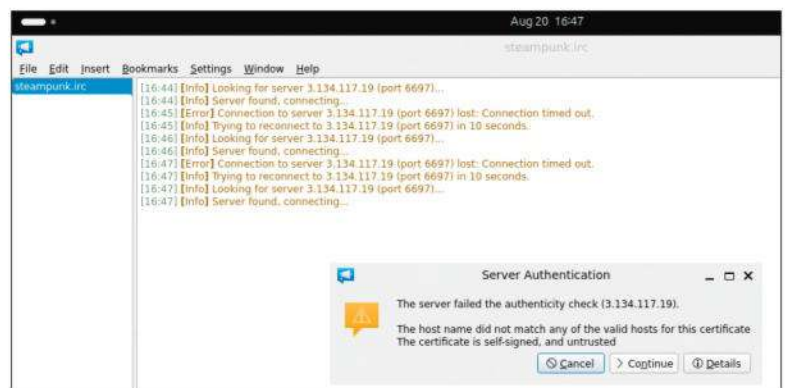 Aug 20 16:47
steampunk.irc
File Edit Insert Bookmarks Settings Window Help
steampunk.irc
[16:44] [Info] Looking for server 3.134.117.19 (port 6697)...
[16:44] [Info] Server found, connecting...
[16:45] [Error] Connection to server 3.134.117.19 (port 6697) lost: Connection timed out.
[16:45] [Info] Trying to reconnect to 3.134.117.19 (port 6697) in 10 seconds.
[16:46] [Info] Looking for server 3.134.117.19 (port 6697)...
[16:46] [Info] Server found, connecting...
[16:47] [Error] Connection to server 3.134.117.19 (port 6697) lost: Connection timed out.
[16:47] [Info] Trying to reconnect to 3.134.117.19 (port 6697) in 10 seconds.
[16:47] [Info] Looking for server 3.134.117.19 (port 6697)...
[16:47] [Info] Server found, connecting...
Server Authentication
The server failed the authenticity check (3.134.117.19).
The host name did not match any of the valid hosts for this certificate
The certificate is self-signed, and untrusted
Cancel Continue Details